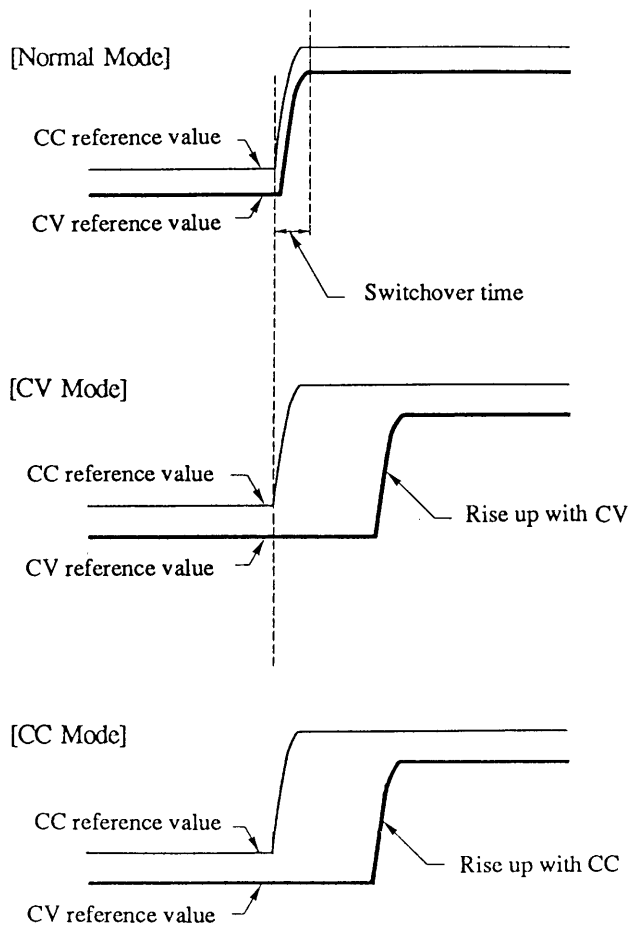 [Normal Mode]
CC reference value
CV reference value
Switchover time
[CV Mode]
CC reference value
Rise up with CV
CV reference value
[CC Mode]
CC reference value
Rise up with CC
CV reference value